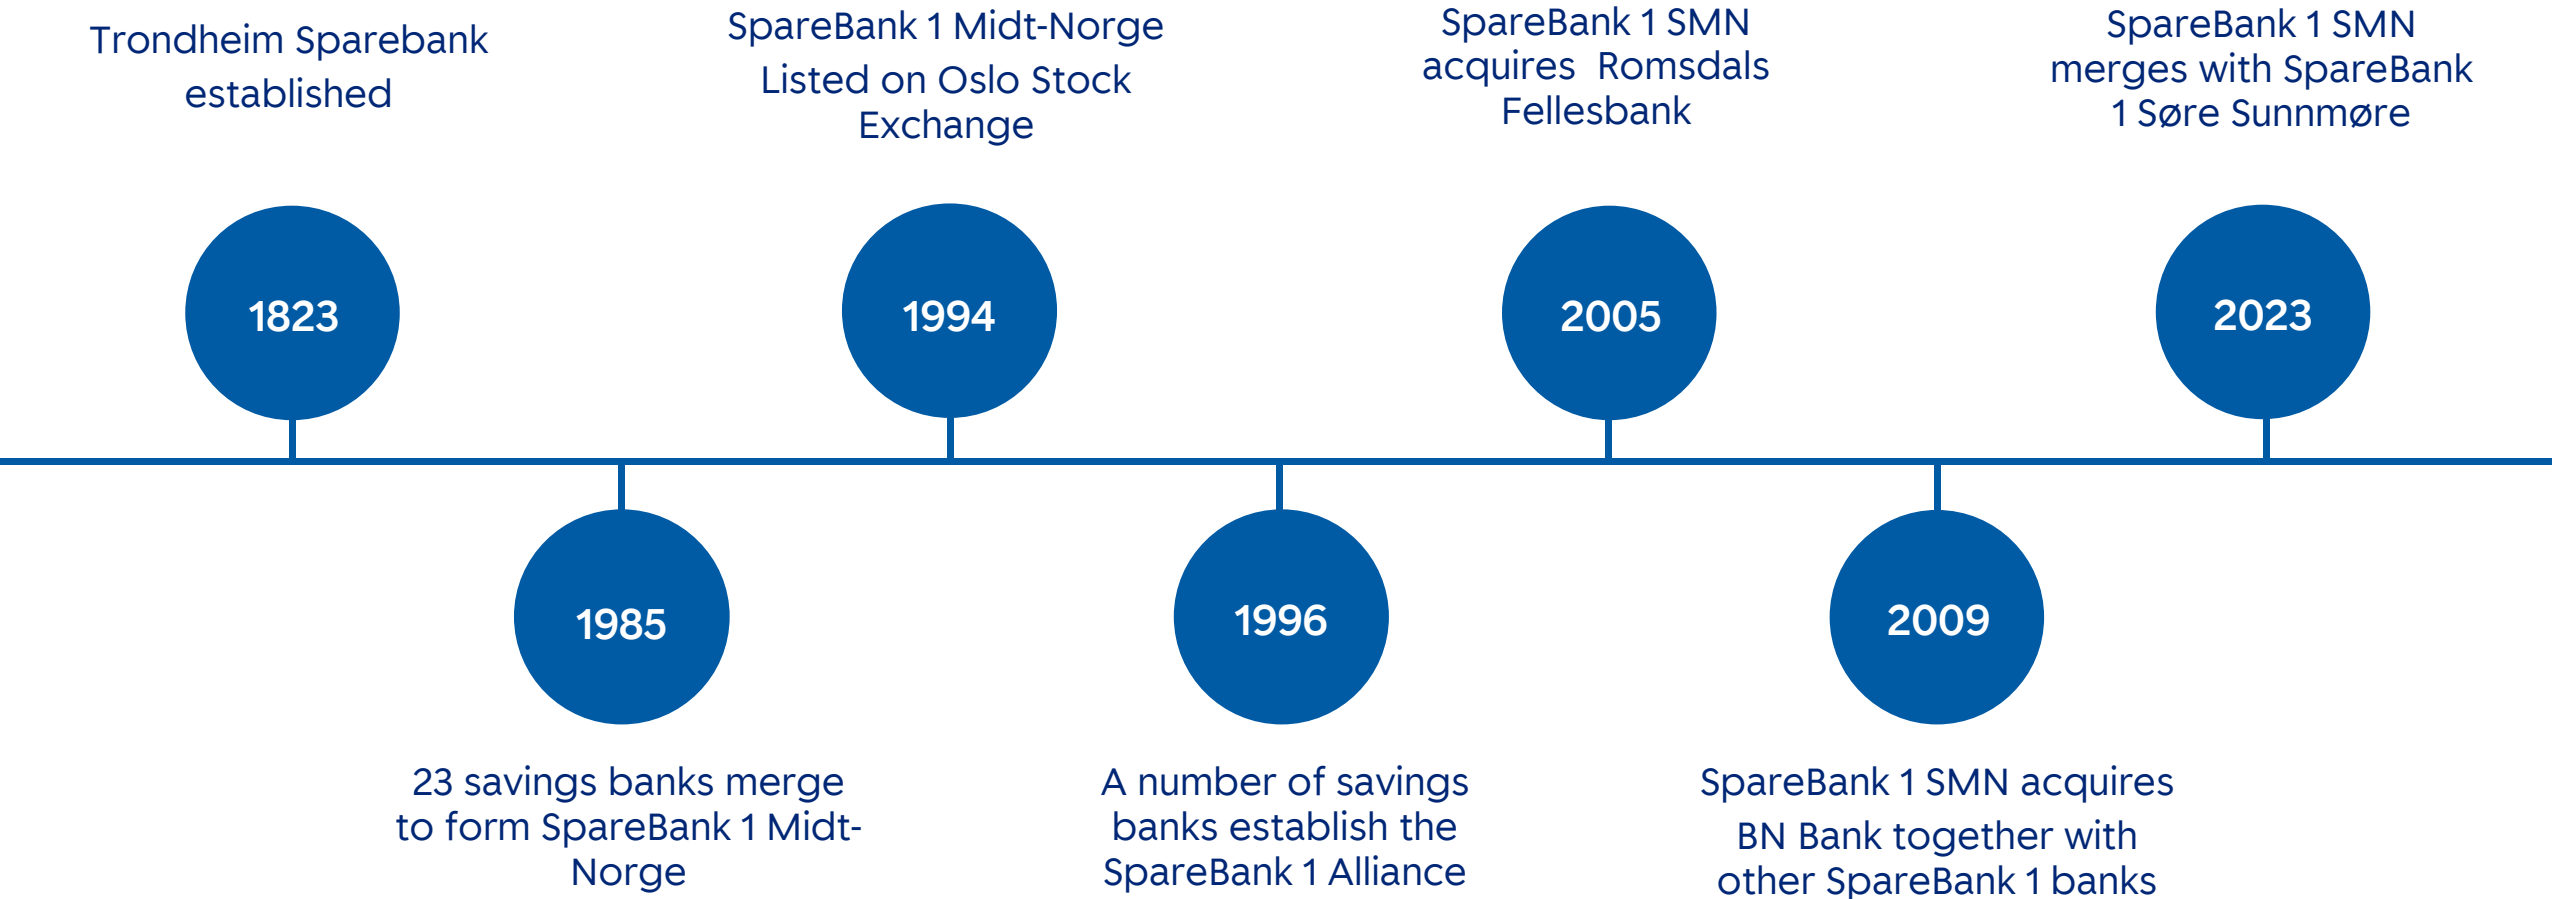 Trondheim Sparebank
established
1823
23 savings banks merge
to form SpareBank 1 Midt-
Norge
1985
SpareBank 1 Midt-Norge
Listed on Oslo Stock
Exchange
1994
A number of savings
banks establish the
SpareBank 1 Alliance
1996
SpareBank 1 SMN
acquires  Romsdals
Fellesbank
2005
SpareBank 1 SMN acquires
BN Bank together with
other SpareBank 1 banks
2009
SpareBank 1 SMN
merges with SpareBank
1 Søre Sunnmøre
2023